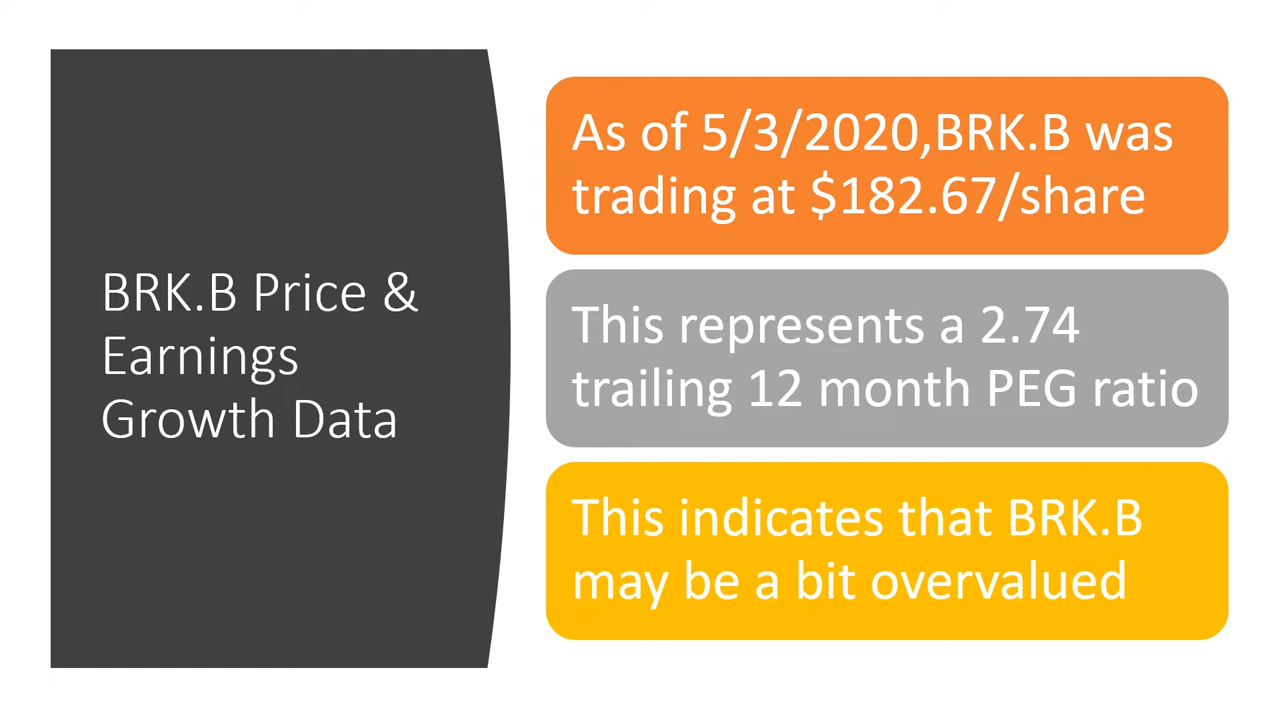 BRK.B Price &
Earnings
Growth Data
As of 5/3/2020,BRK.B was
trading at $182.67/share
This represents a 2.74
trailing 12 month PEG ratio
This indicates that BRK.B
may be a bit overvalued